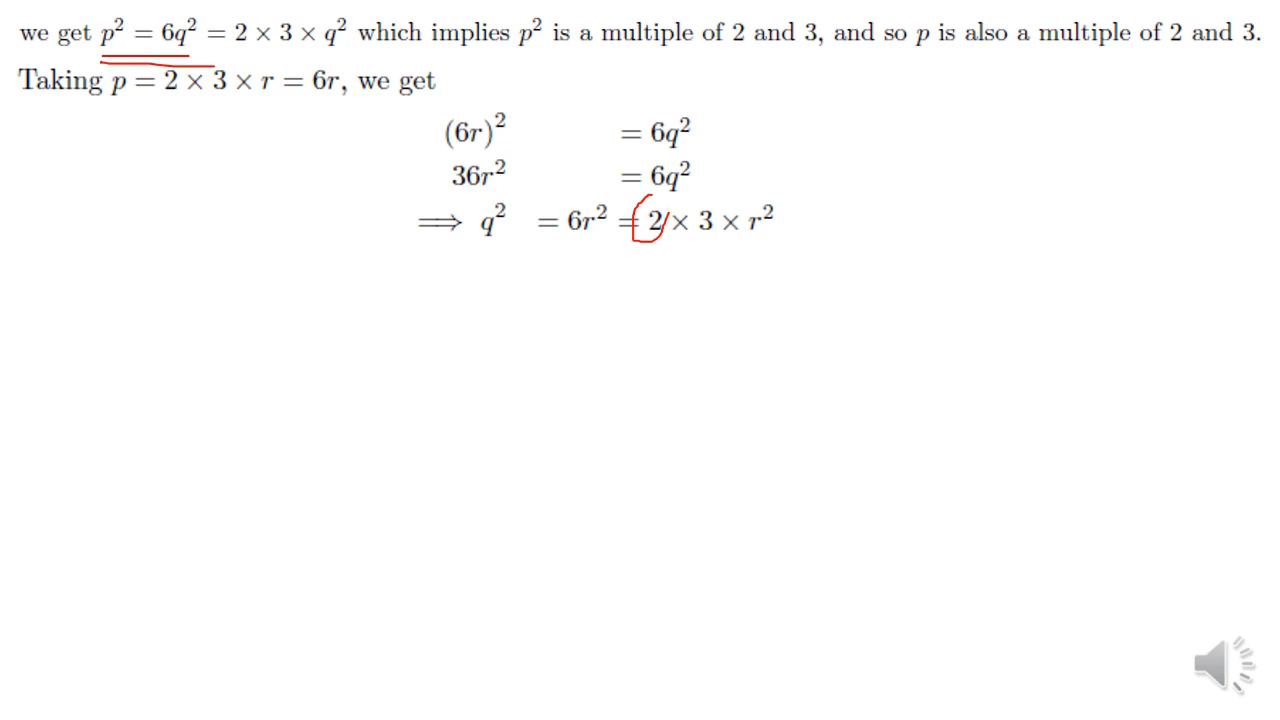 we get p² = 6q² = 2 × 3 × q² which implies p² is a multiple of 2 and 3, and so p is also a multiple of 2 and 3.
Taking p = 2 × 3 × r = 6r, we get
(6r)² = 6q²
36r² = 6q²
⟹ q² = 6r² = 2 × 3 × r²